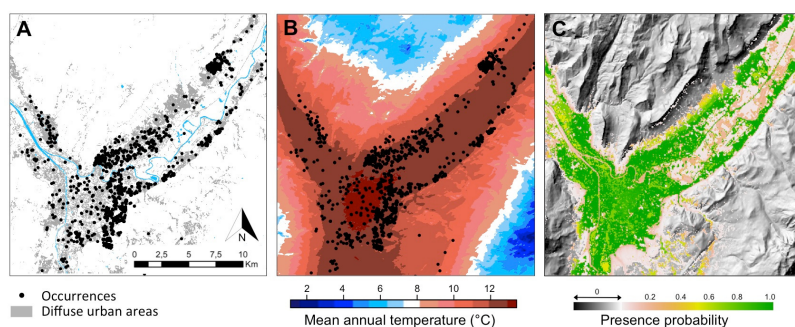 A
B
C
N
0 2.5 5 7.5 10
Km
Occurrences
Diffuse urban areas
2 4 6 8 10 12
Mean annual temperature (°C)
0 0.2 0.4 0.6 0.8 1.0
Presence probability